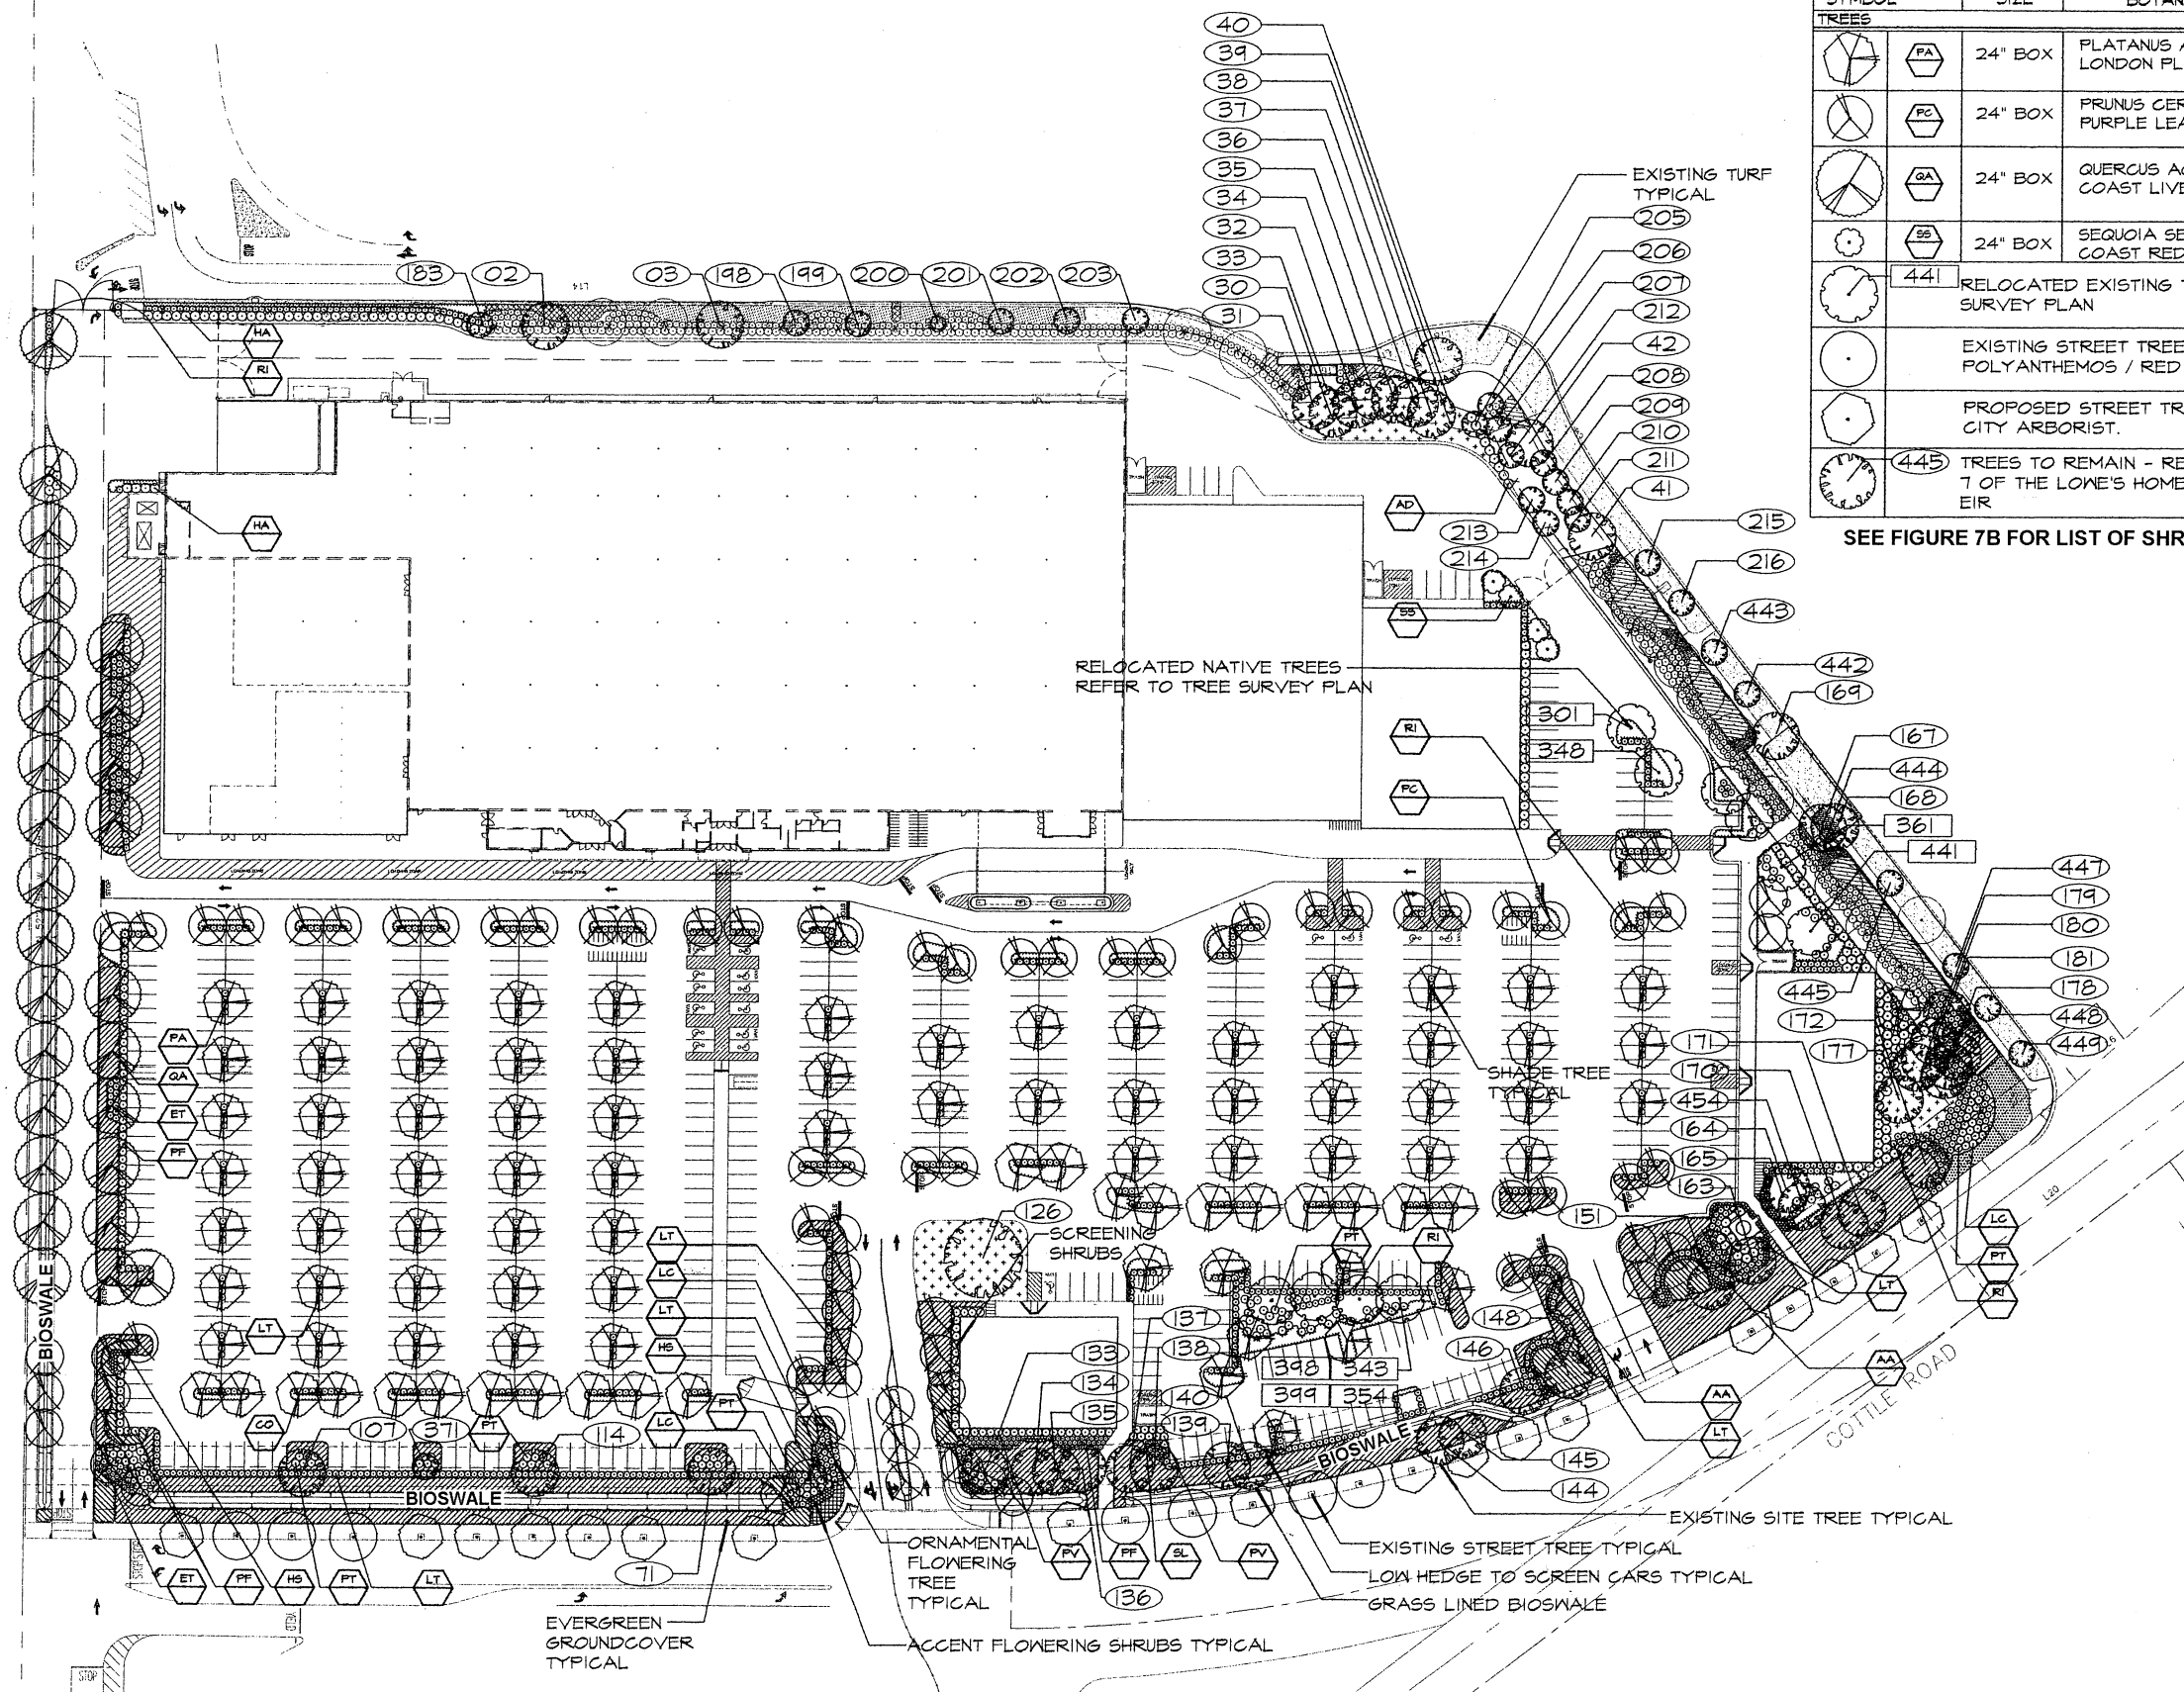 40
39
38
37
36
35
34
32
33
30
31
EXISTING TURF
TYPICAL
205
206
207
212
42
208
209
210
211
41
213
214
215
216
443
442
169
167
444
168
361
441
447
179
180
181
178
448
449
445
172
177
171
170
454
164
165
163
151
183
02
03
198
199
200
201
202
203
L14
HA
RI
HA
AD
SS
RI
PC
RELOCATED NATIVE TREES
REFER TO TREE SURVEY PLAN
301
348
TREES
PA
24" BOX
PLATANUS
LONDON PL
PC
24" BOX
PRUNUS CER
PURPLE LEA
QA
24" BOX
QUERCUS
COAST LIVE
SS
24" BOX
SEQUOIA SE
COAST RED
441
RELOCATED EXISTING
SURVEY PLAN
EXISTING STREET TREE
POLYANTHEMOS / RED
PROPOSED STREET TR
CITY ARBORIST.
445
TREES TO REMAIN - RE
7 OF THE LOWE'S HOME
EIR
SEE FIGURE 7B FOR LIST OF SHR
PA
QA
ET
PF
SHADE TREE
TYPICAL
BIOSWALE
LT
LT
LC
LT
HS
126
SCREENING
SHRUBS
PT
RI
137
138
133
134
135
140
139
398
343
399
354
148
146
CO
107
371
PT
114
LC
PT
BIOSWALE
BIOSWALE
145
144
LC
PT
RI
LT
AA
AA
LT
COTTLE ROAD
L20
EXISTING SITE TREE TYPICAL
EXISTING STREET TREE TYPICAL
LOW HEDGE TO SCREEN CARS TYPICAL
GRASS LINED BIOSWALE
ORNAMENTAL
FLOWERING
TREE
TYPICAL
PV
PF
SL
PV
136
ET
PF
HS
PT
LT
71
EVERGREEN
GROUNDCOVER
TYPICAL
ACCENT FLOWERING SHRUBS TYPICAL
STOP